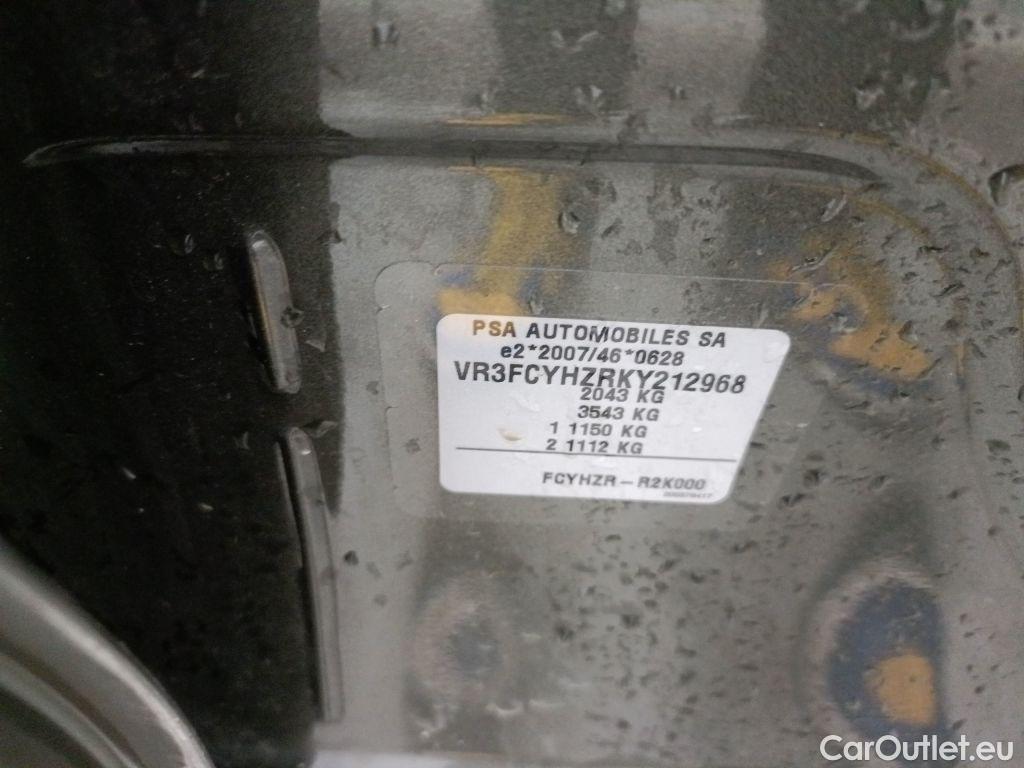 PSA AUTOMOBILES SA
e2*2007/46*0628
VR3FCYHZRKY212968
2043 KG
3543 KG
1 1150 KG
2 1112 KG
FCYHZR - R2K000
CarOutlet.eu